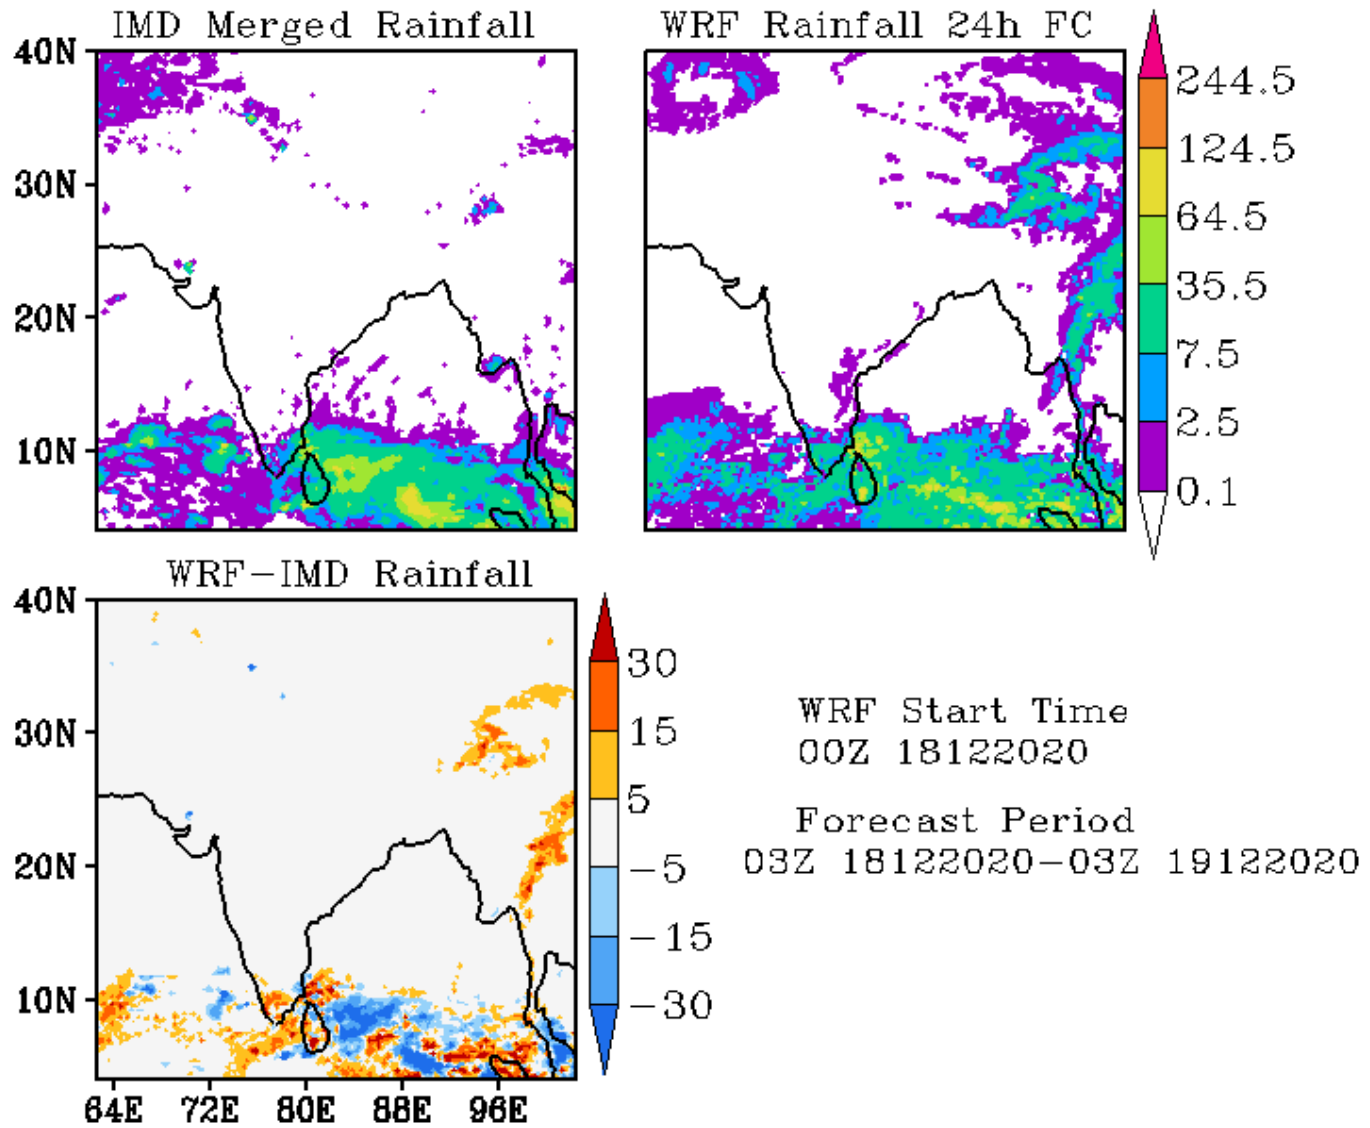 IMD Merged Rainfall
WRF Rainfall 24h FC
40N
30N
20N
10N
244.5
124.5
64.5
35.5
7.5
2.5
0.1
WRF-IMD Rainfall
40N
30N
20N
10N
64E 72E 80E 88E 96E
30
15
5
-5
-15
-30
WRF Start Time
00Z 18122020
Forecast Period
03Z 18122020-03Z 19122020